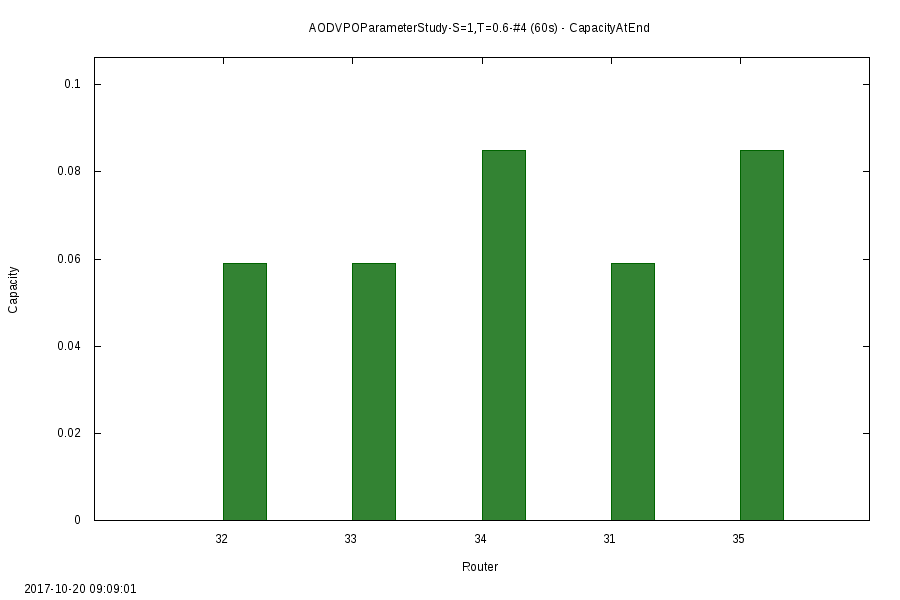 AODVPOParameterStudy-S=1,T=0.6-#4 (60s) - CapacityAtEnd
0.1
0.08
0.06
0.04
0.02
0
Capacity
32 33 34 31 35
Router
2017-10-20 09:09:01